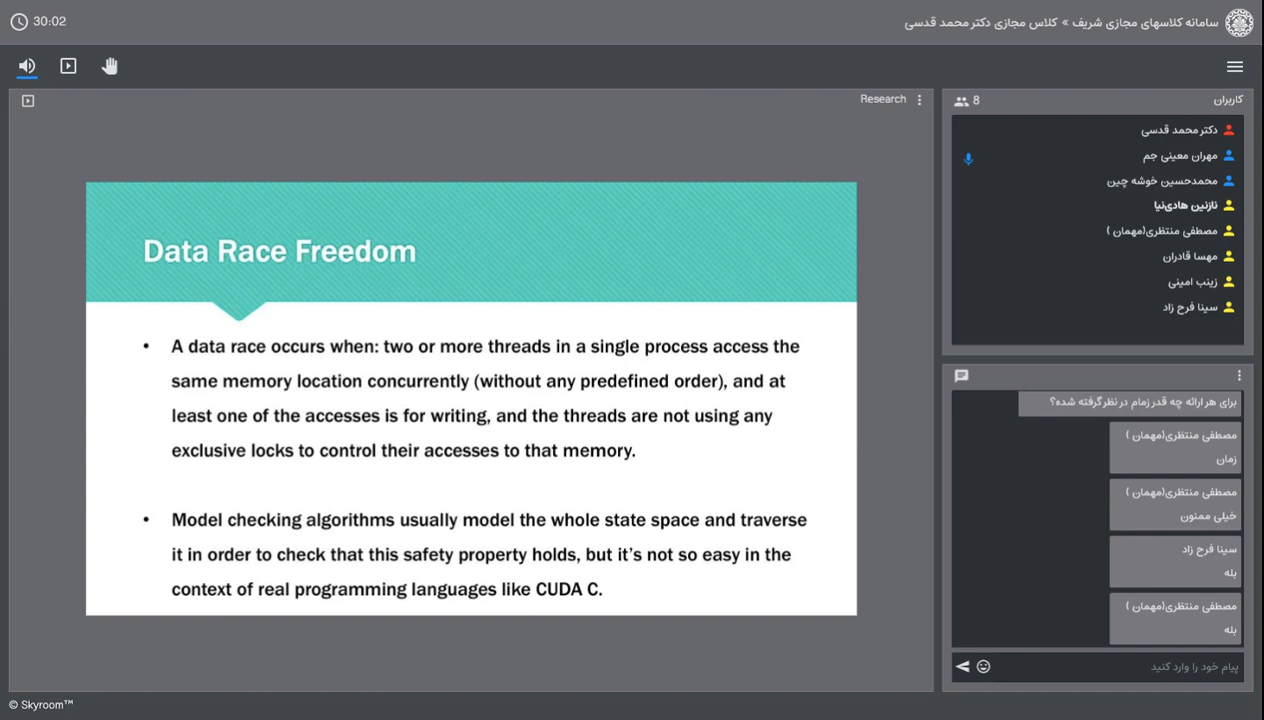 30:02
سامانه کلاسهای مجازی شریف » کلاس مجازی دکتر محمد قدسی
Research
Data Race Freedom
• A data race occurs when: two or more threads in a single process access the
same memory location concurrently (without any predefined order), and at
least one of the accesses is for writing, and the threads are not using any
exclusive locks to control their accesses to that memory.
• Model checking algorithms usually model the whole state space and traverse
it in order to check that this safety property holds, but it’s not so easy in the
context of real programming languages like CUDA C.
کاربران
8
دکتر محمد قدسی
مهران معینی جم
محمدحسین خوشه چین
نازنین هادی‌نیا
مصطفی منتظری(مهمان )
مهسا قادران
زینب امینی
سینا فرح زاد
برای هر ارائه چه قدر زمام در نظر گرفته شده؟
مصطفی منتظری(مهمان )
زمان
مصطفی منتظری(مهمان )
خیلی ممنون
سینا فرح زاد
بله
مصطفی منتظری(مهمان )
بله
پیام خود را وارد کنید
© Skyroom™